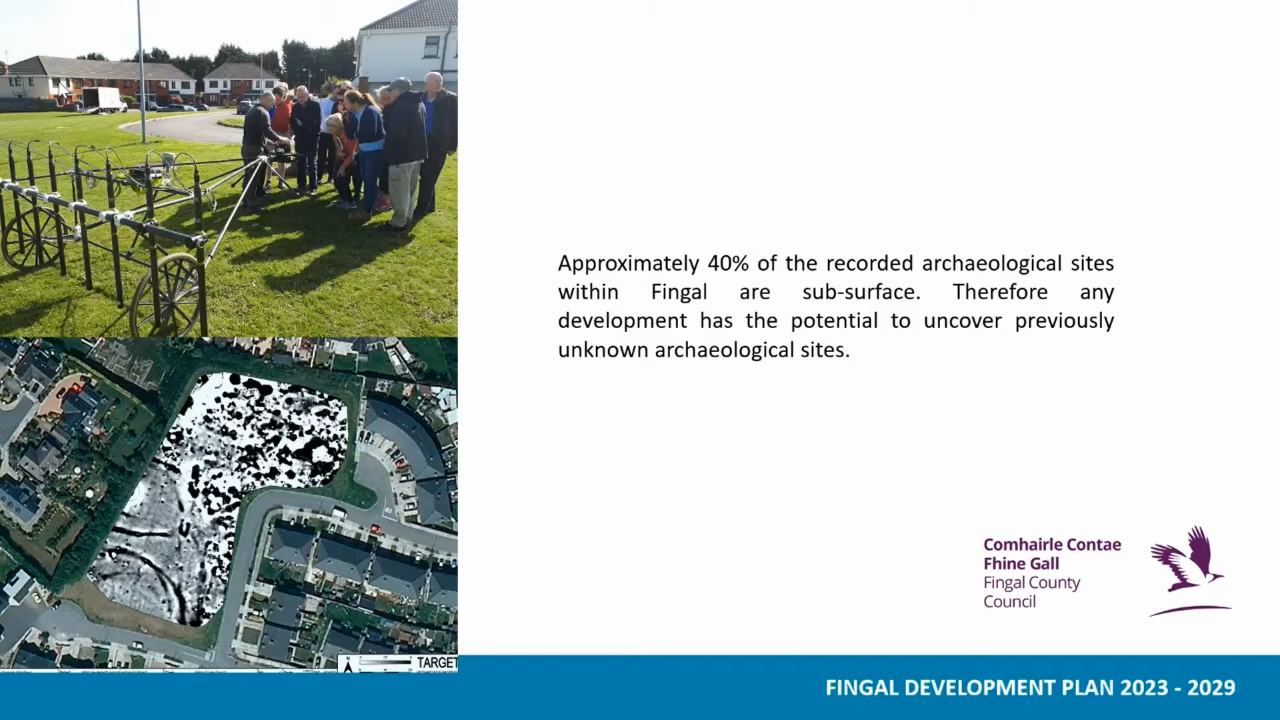 Approximately 40% of the recorded archaeological sites
within Fingal are sub-surface. Therefore any
development has the potential to uncover previously
unknown archaeological sites.
Comhairle Contae
Fhine Gall
Fingal County
Council
TARGET
FINGAL DEVELOPMENT PLAN 2023 - 2029